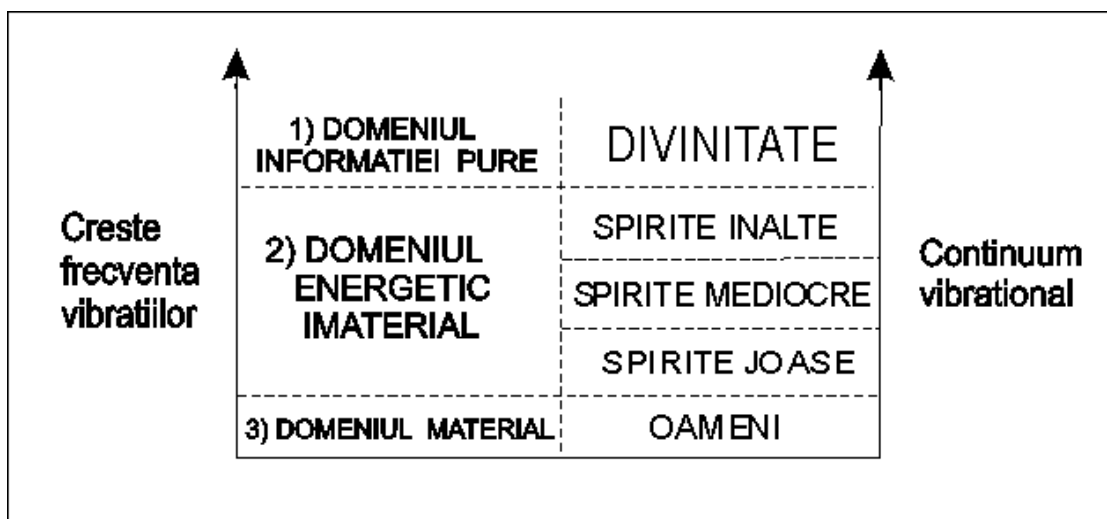 1) DOMENIUL
INFORMATIEI PURE
DIVINITATE
Creste
frecventa
vibratiilor
2) DOMENIUL
ENERGETIC
IMATERIAL
SPIRITE INALTE
SPIRITE MEDIOCRE
SPIRITE JOASE
Continuum
vibrational
3) DOMENIUL MATERIAL
OAMENI